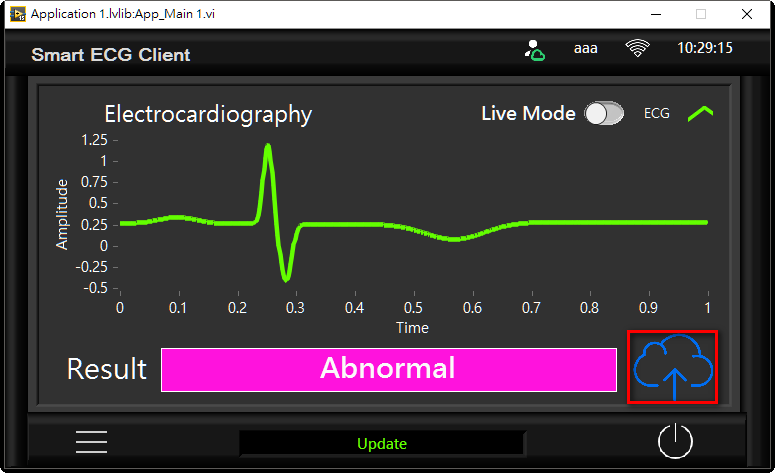 Application 1.lvlib:App_Main 1.vi
Smart ECG Client
aaa
10:29:15
Electrocardiography
Live Mode
ECG
Amplitude
1.25
1
0.75
0.5
0.25
0
-0.25
-0.5
0 0.1 0.2 0.3 0.4 0.5 0.6 0.7 0.8 0.9 1
Time
Result
Abnormal
Update